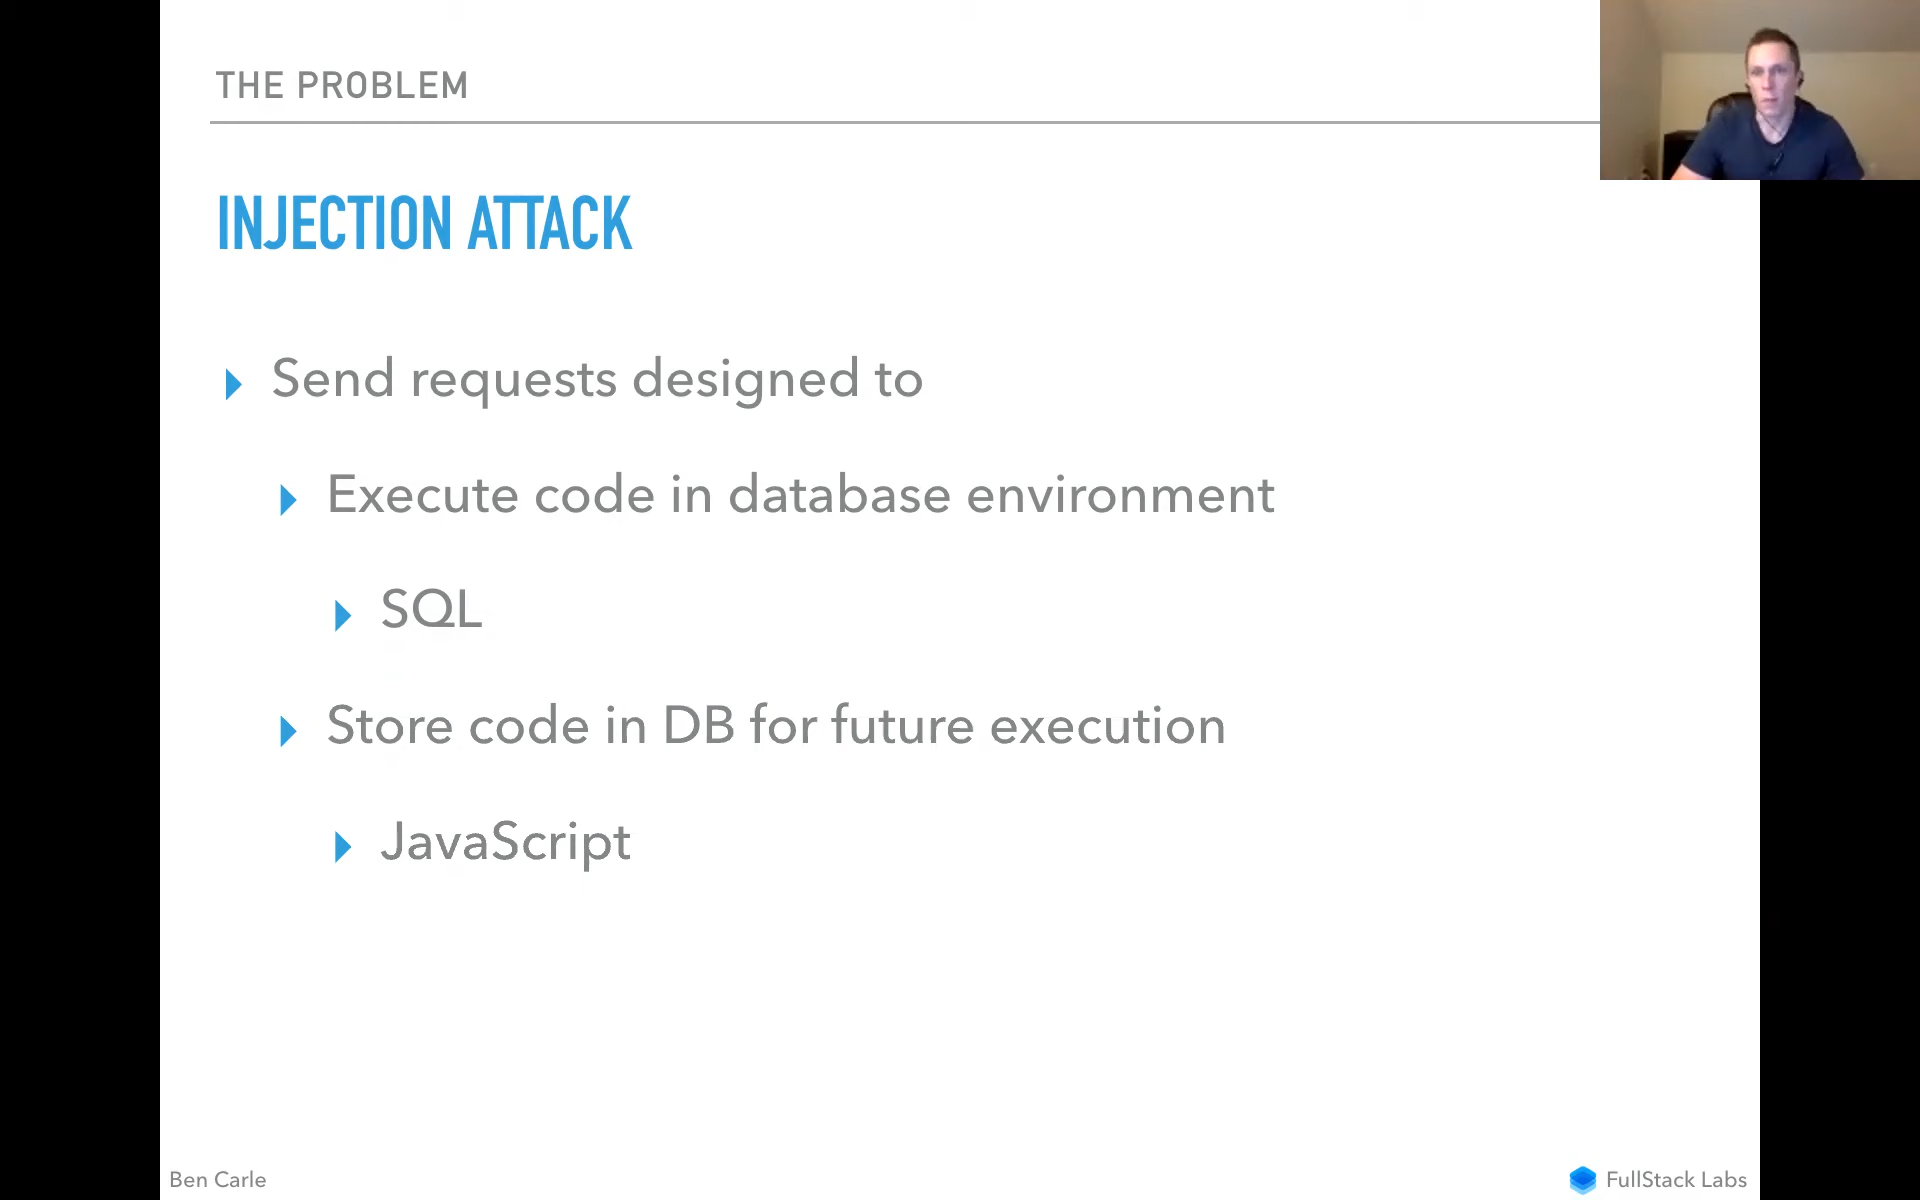 THE PROBLEM
INJECTION ATTACK
Send requests designed to
Execute code in database environment
SQL
Store code in DB for future execution
JavaScript
Ben Carle
FullStack Labs